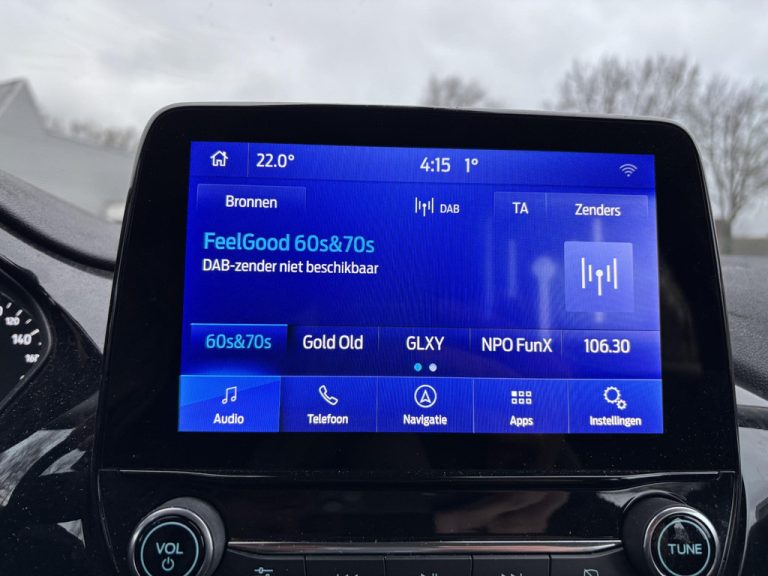 22.0° 4:15 1°
Bronnen DAB TA Zenders
FeelGood 60s&70s
DAB-zender niet beschikbaar
60s&70s Gold Old GLXY NPO FunX 106.30
Audio Telefoon Navigatie Apps Instellingen
120
140
VOL TUNE